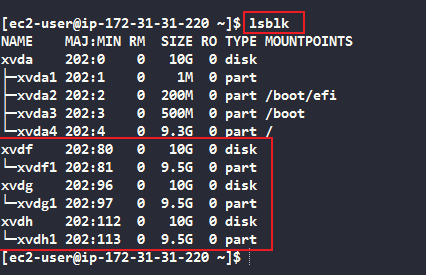 [ec2-user@ip-172-31-31-220 ~]$ lsblk
NAME    MAJ:MIN RM  SIZE RO TYPE MOUNTPOINTS
xvda    202:0    0   10G  0 disk
├─xvda1 202:1    0    1M  0 part
├─xvda2 202:2    0  200M  0 part /boot/efi
├─xvda3 202:3    0  500M  0 part /boot
└─xvda4 202:4    0  9.3G  0 part /
xvdf    202:80   0   10G  0 disk
└─xvdf1 202:81   0  9.5G  0 part
xvdg    202:96   0   10G  0 disk
└─xvdg1 202:97   0  9.5G  0 part
xvdh    202:112  0   10G  0 disk
└─xvdh1 202:113  0  9.5G  0 part
[ec2-user@ip-172-31-31-220 ~]$